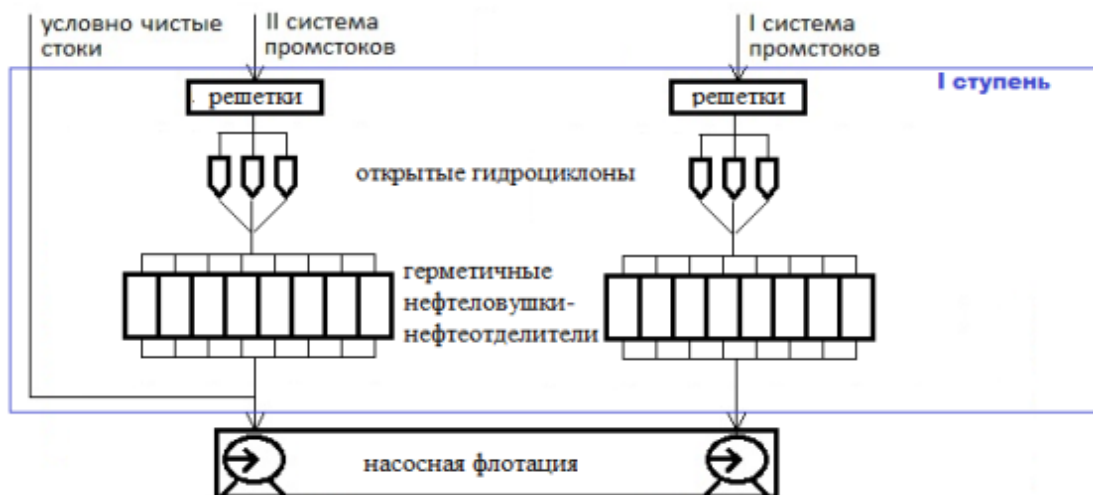 условно чистые
стоки
II система
промстоков
I система
промстоков
I ступень
решетки
решетки
открытые гидроциклоны
герметичные
нефтеловушки-
нефтеотделители
насосная флотация